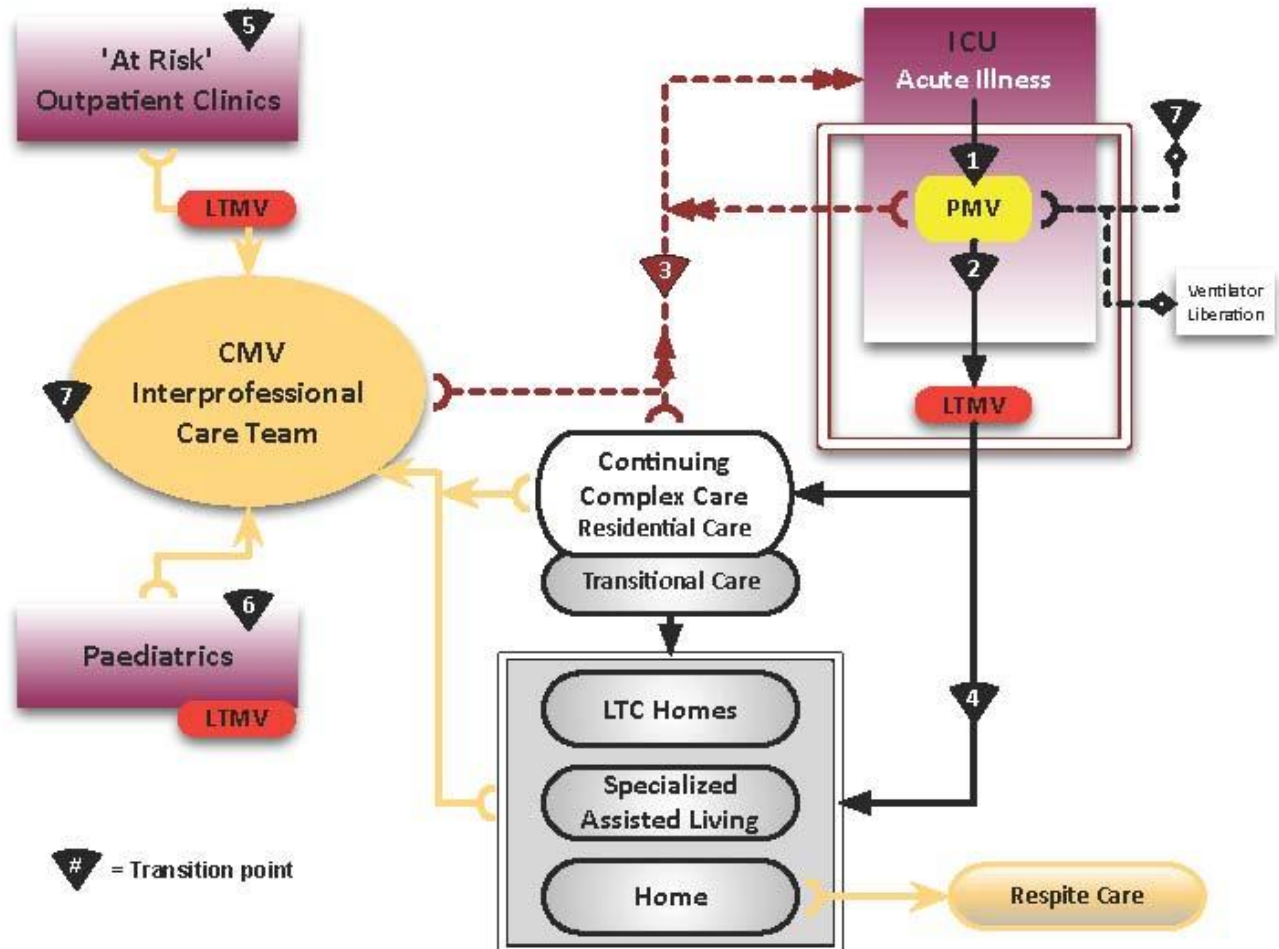 5
'At Risk'
Outpatient Clinics
LTMV
CMV
Interprofessional
Care Team
7
6
Paediatrics
LTMV
# = Transition point
ICU
Acute Illness
1
PMV
2
7
Ventilator
Liberation
LTMV
3
Continuing
Complex Care
Residential Care
Transitional Care
4
LTC Homes
Specialized
Assisted Living
Home
Respite Care